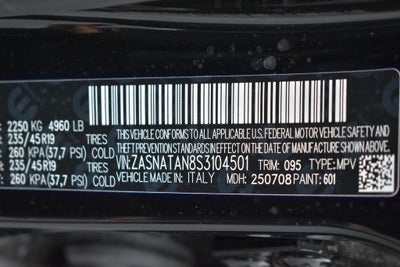 2250 KG 4960 LB
235/45R19 TIRES
260 KPA(37,7 PSI) COLD
235/45R19 TIRES
260 KPA(37,7 PSI) COLD
THIS VEHICLE CONFORMS TO ALL APPLICABLE U.S. FEDERAL MOTOR VEHICLE SAFETY AND
THEFT PREVENTION STANDARDS IN EFFECT ON THE DATE OF MANUFACTURE SHOWN ABOVE.
VIN:ZASNATAN8S3104501 TRIM: 095 TYPE:MPV
VEHICLE MADE IN: ITALY MDH: 250708 PAINT: 601